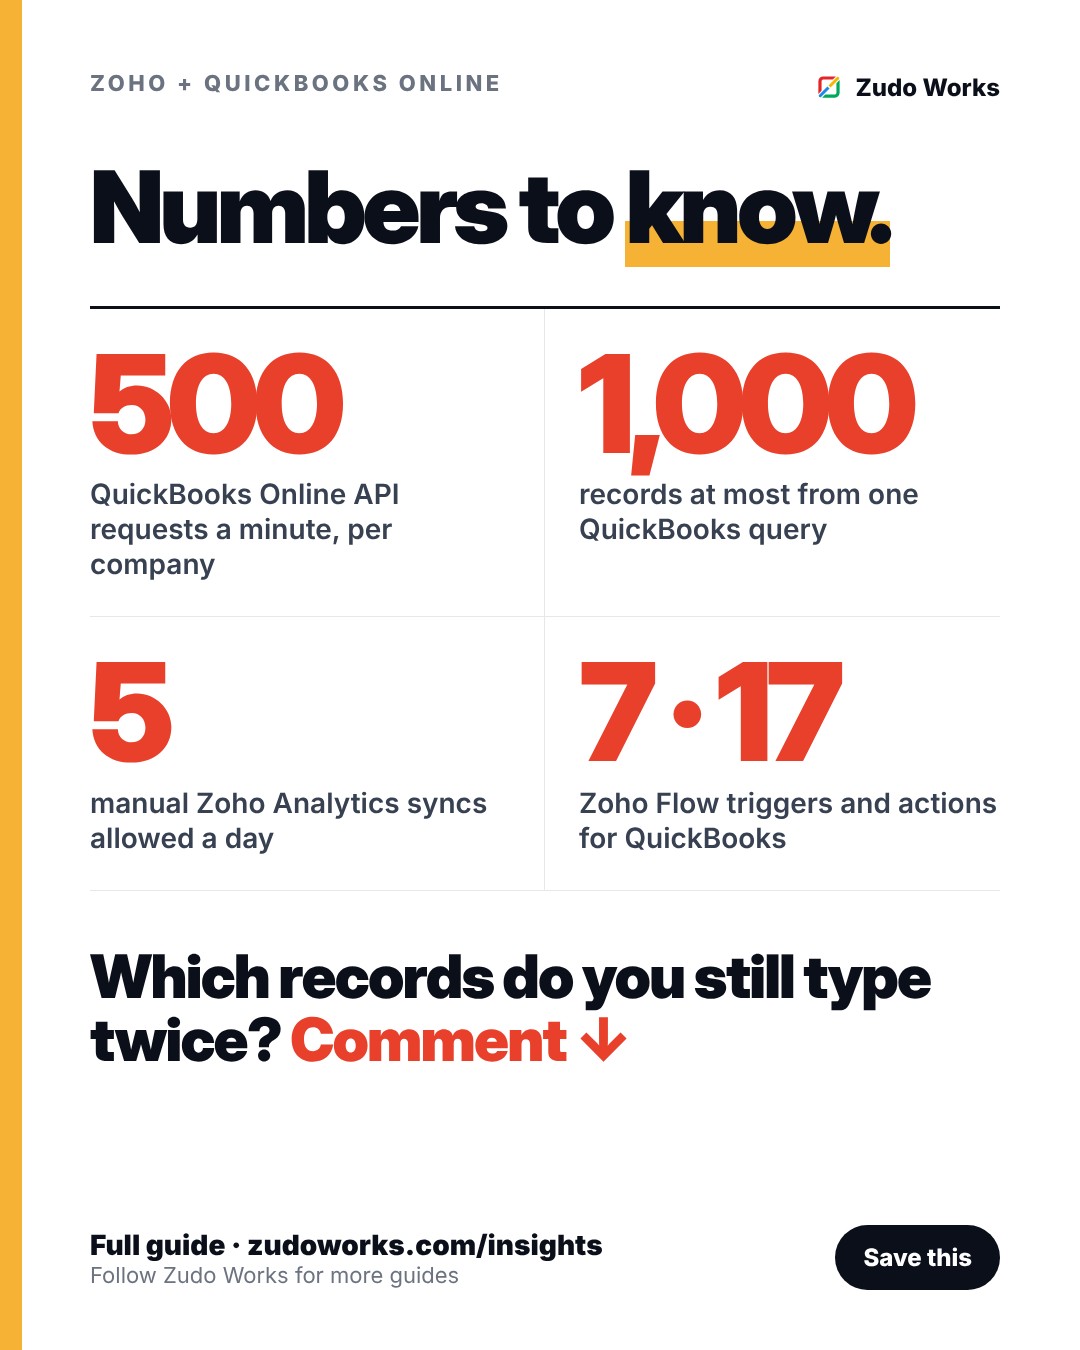 ZOHO + QUICKBOOKS ONLINE
Zudo Works
Numbers to know.
500
QuickBooks Online API
requests a minute, per
company
1,000
records at most from one
QuickBooks query
5
manual Zoho Analytics syncs
allowed a day
7·17
Zoho Flow triggers and actions
for QuickBooks
Which records do you still type
twice? Comment ↓
Full guide · zudoworks.com/insights
Follow Zudo Works for more guides
Save this